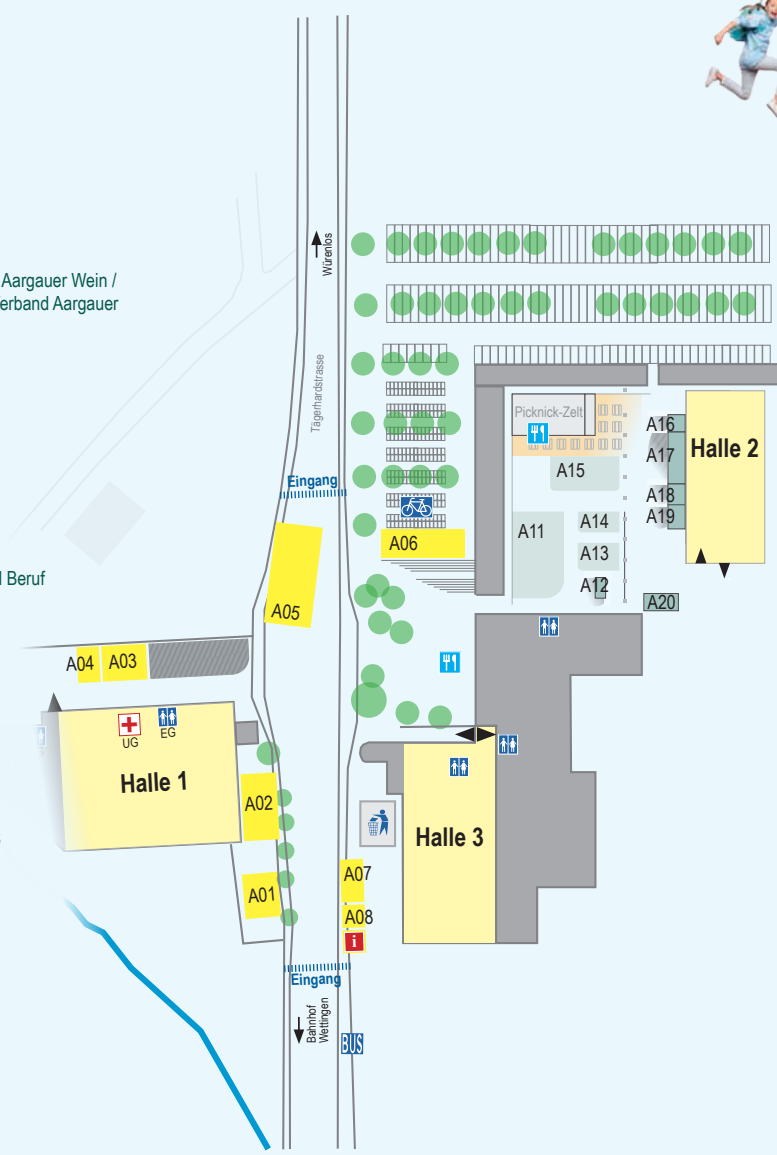 Aargauer Wein /
erband Aargauer
Würenlos
Tägerhardstrasse
Picknick-Zelt
A16
Halle 2
A17
A15
Eingang
A18
A19
A14
A11
A06
A13
A12
Beruf
A20
A05
A04
A03
UG
EG
Halle 1
A02
Halle 3
A07
A01
A08
i
Eingang
Bahnhof
Wettingen
BUS